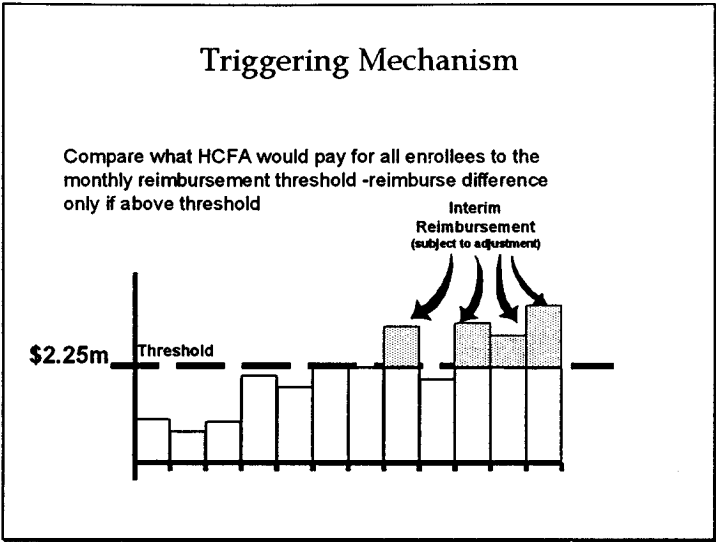 Triggering Mechanism
Compare what HCFA would pay for all enrollees to the
monthly reimbursement threshold -reimburse difference
only if above threshold
Interim
Reimbursement
(subject to adjustment)
$2.25m
Threshold